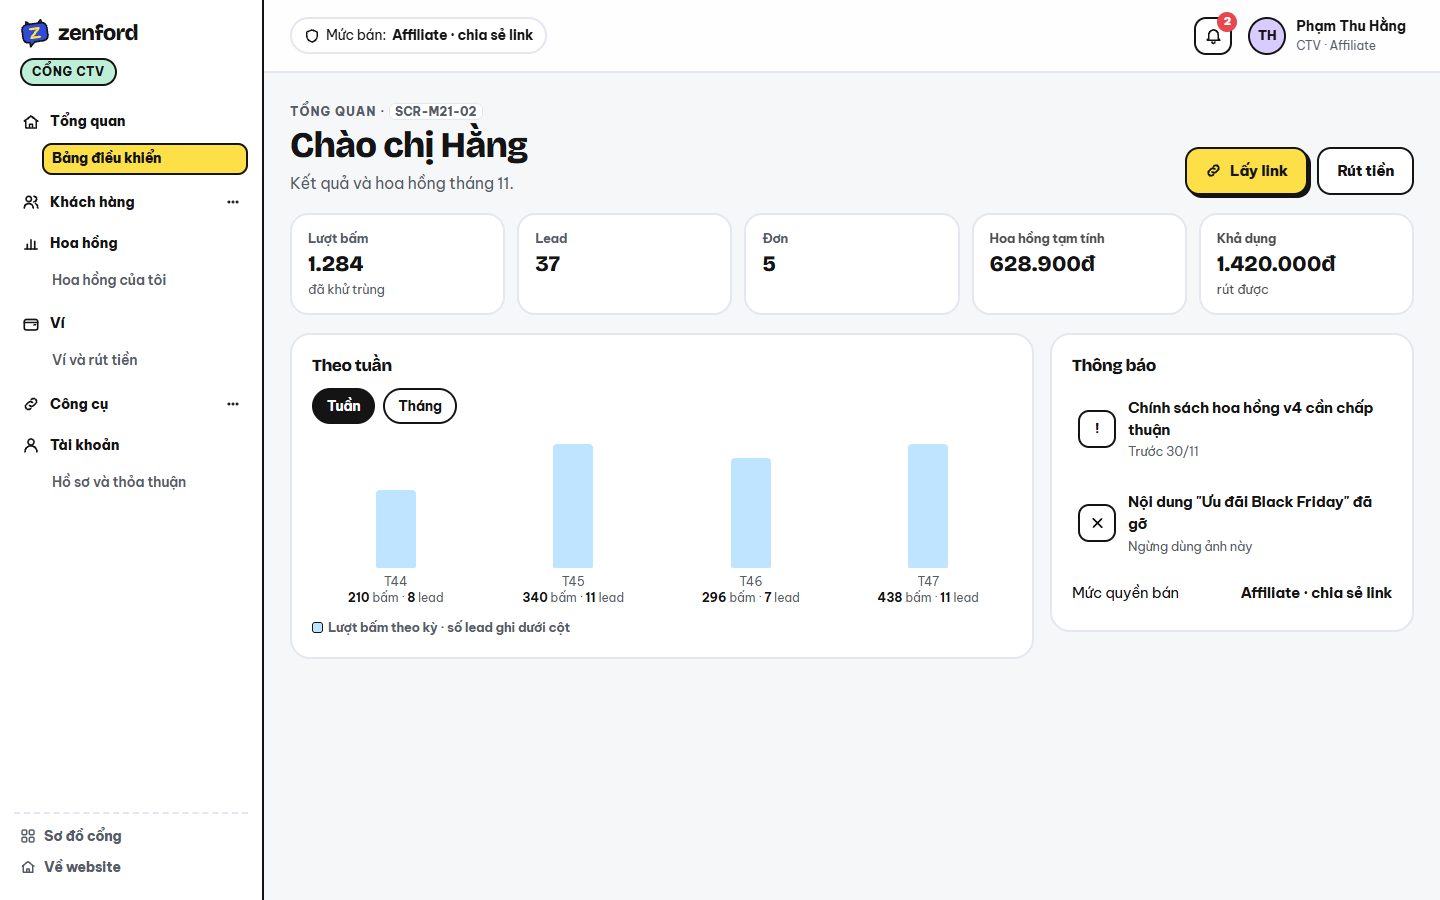 zenford
CỔNG CTV
Tổng quan
Bảng điều khiển
Khách hàng
Hoa hồng
Hoa hồng của tôi
Ví
Ví và rút tiền
Công cụ
Tài khoản
Hồ sơ và thỏa thuận
Sơ đồ cổng
Về website
Mức bán: Affiliate · chia sẻ link
2
TH
Phạm Thu Hằng
CTV · Affiliate
TỔNG QUAN · SCR-M21-02
Chào chị Hằng
Kết quả và hoa hồng tháng 11.
Lấy link
Rút tiền
Lượt bấm
1.284
đã khử trùng
Lead
37
Đơn
5
Hoa hồng tạm tính
628.900đ
Khả dụng
1.420.000đ
rút được
Theo tuần
Tuần
Tháng
T44
210 bấm · 8 lead
T45
340 bấm · 11 lead
T46
296 bấm · 7 lead
T47
438 bấm · 11 lead
Lượt bấm theo kỳ · số lead ghi dưới cột
Thông báo
!
Chính sách hoa hồng v4 cần chấp
thuận
Trước 30/11
Nội dung "Ưu đãi Black Friday" đã
gỡ
Ngừng dùng ảnh này
Mức quyền bán
Affiliate · chia sẻ link